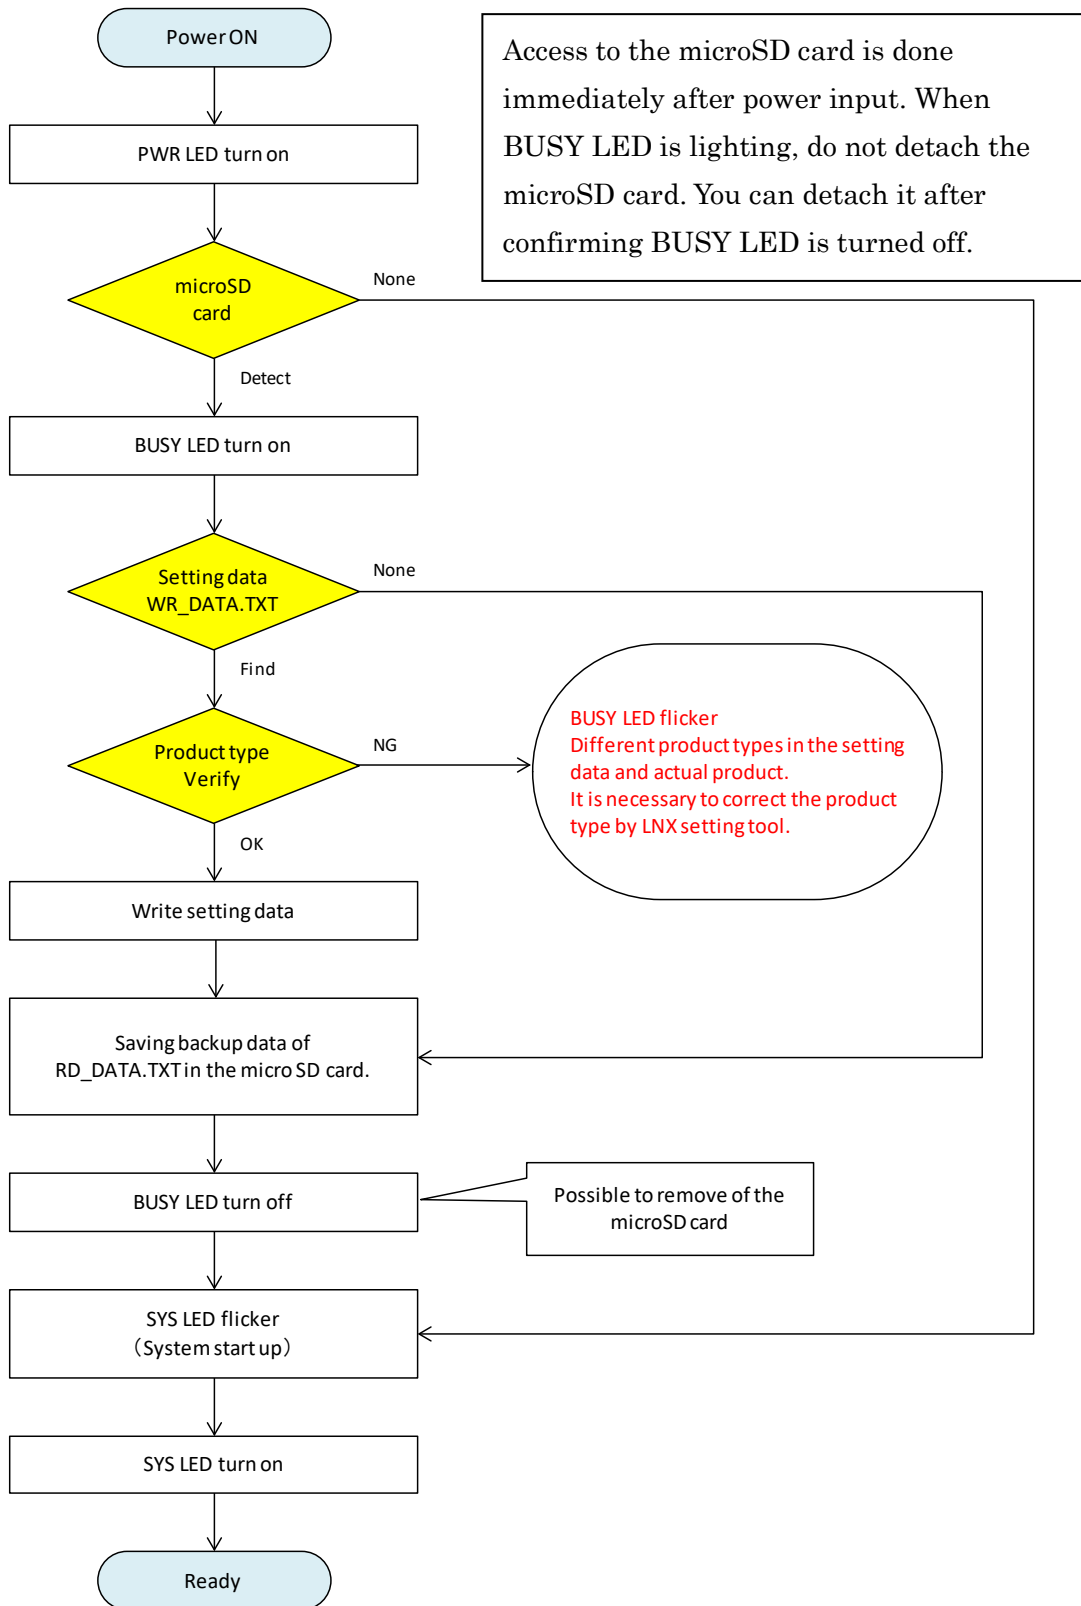 Power ON
Access to the microSD card is done
immediately after power input. When
BUSY LED is lighting, do not detach the
microSD card. You can detach it after
confirming BUSY LED is turned off.
PWR LED turn on
microSD
card
None
Detect
BUSY LED turn on
Setting data
WR_DATA.TXT
None
Find
Product type
Verify
NG
BUSY LED flicker
Different product types in the setting
data and actual product.
It is necessary to correct the product
type by LNX setting tool.
OK
Write setting data
Saving backup data of
RD_DATA.TXT in the micro SD card.
BUSY LED turn off
Possible to remove of the
microSD card
SYS LED flicker
（System start up）
SYS LED turn on
Ready